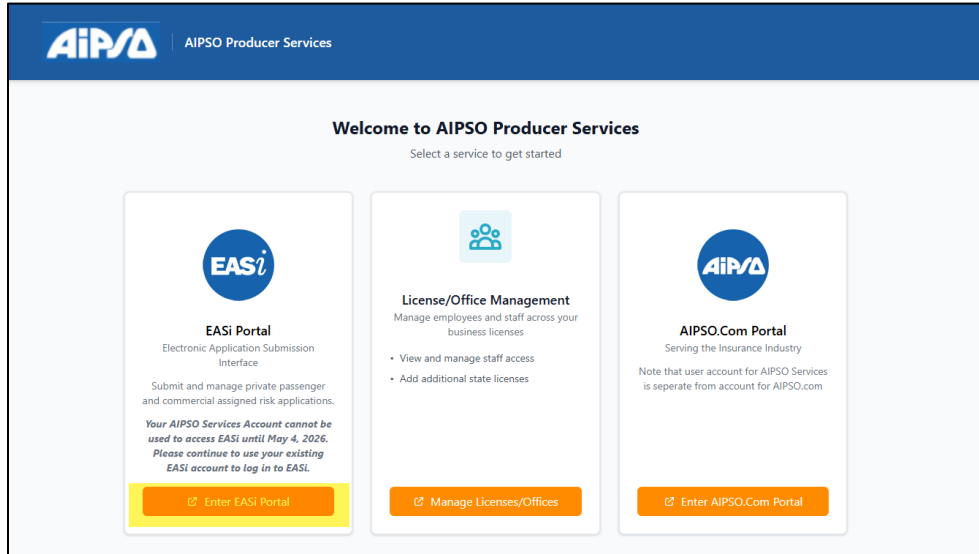 AiPSO
AIPSO Producer Services
Welcome to AIPSO Producer Services
Select a service to get started
EASi
EASi Portal
Electronic Application Submission
Interface
Submit and manage private passenger
and commercial assigned risk applications.
Your AIPSO Services Account cannot be
used to access EASi until May 4, 2026.
Please continue to use your existing
EASi account to log in to EASi.
Enter EASi Portal
License/Office Management
Manage employees and staff across your
business licenses
• View and manage staff access
• Add additional state licenses
Manage Licenses/Offices
AiPSO
AIPSO.Com Portal
Serving the Insurance Industry
Note that user account for AIPSO Services
is seperate from account for AIPSO.com
Enter AIPSO.Com Portal